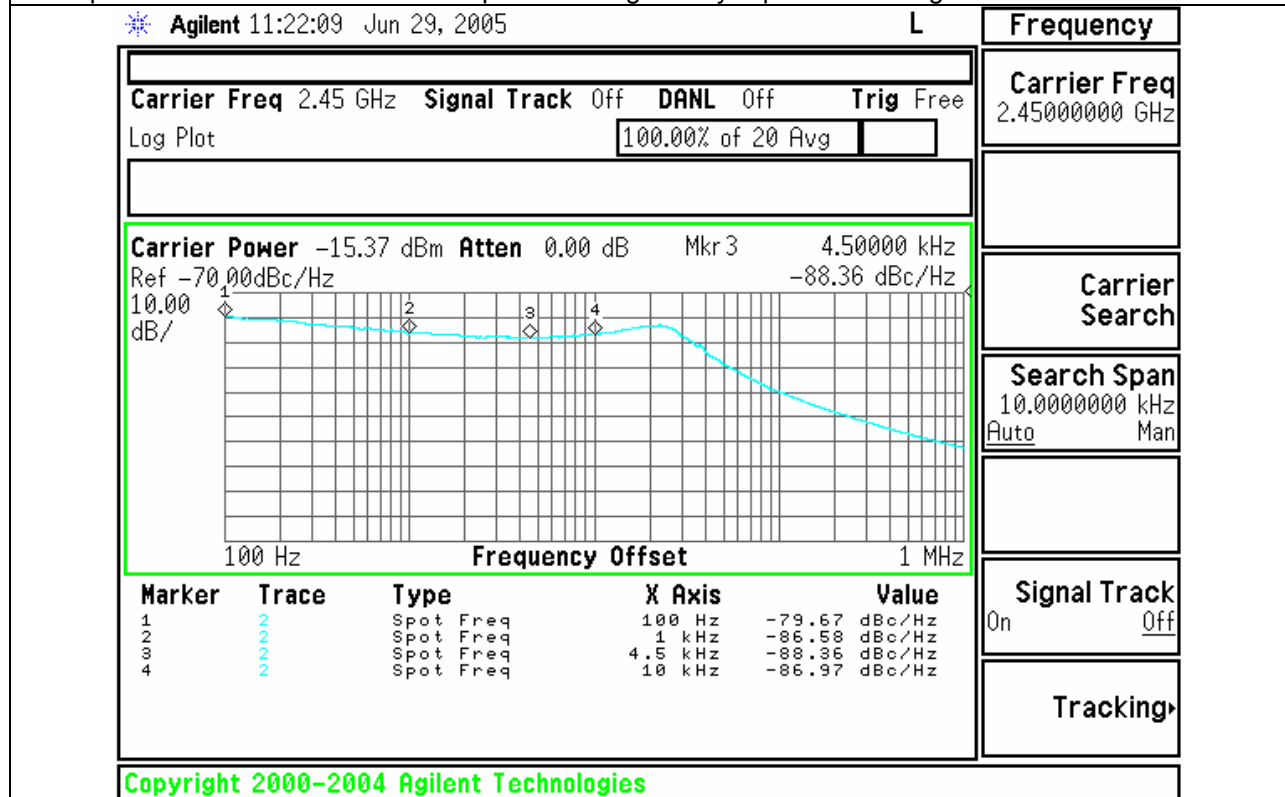 Agilent 11:22:09 Jun 29, 2005 L
Frequency
Carrier Freq 2.45 GHz Signal Track Off DANL Off Trig Free
Log Plot 100.00% of 20 Avg
Carrier Freq
2.45000000 GHz
Carrier Power -15.37 dBm Atten 0.00 dB Mkr 3 4.50000 kHz
Ref -70.00dBc/Hz -88.36 dBc/Hz
10.00
dB/
1
2
3
4
100 Hz Frequency Offset 1 MHz
Carrier
Search
Search Span
10.0000000 kHz
Auto Man
Marker Trace Type X Axis Value
1 2 Spot Freq 100 Hz -79.67 dBc/Hz
2 2 Spot Freq 1 kHz -86.58 dBc/Hz
3 2 Spot Freq 4.5 kHz -88.36 dBc/Hz
4 2 Spot Freq 10 kHz -86.97 dBc/Hz
Signal Track
On Off
Tracking
Copyright 2000-2004 Agilent Technologies